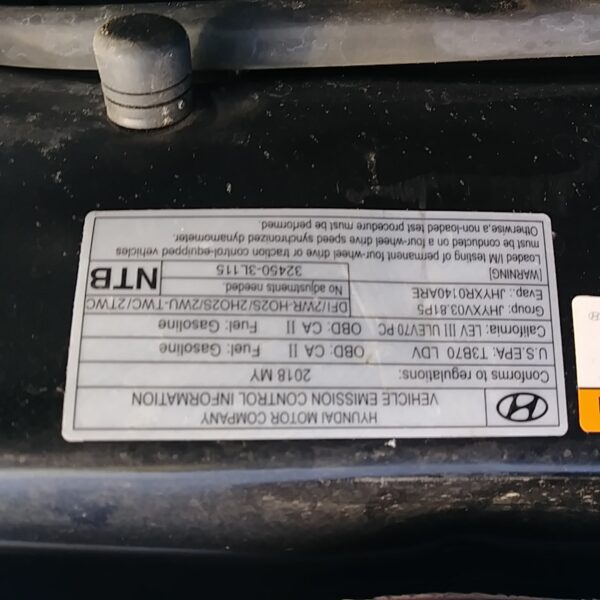 HYUNDAI MOTOR COMPANY
VEHICLE EMISSION CONTROL INFORMATION
Conforms to regulations: 2018 MY
U.S.EPA: T3B70 LDV OBD: CA II Fuel: Gasoline
California: LEV III ULEV70 PC OBD: CA II Fuel: Gasoline
Group: JHYXV03.81P5
Evap.: JHYXR0140ARE
DFI/2WR-HO2S/2HO2S/2WU-TWC/2TWC
No adjustments needed.
32450-3L115
NTB
[WARNING]
Loaded I/M testing of permanent four-wheel drive or traction control-equipped vehicles
must be conducted on a four-wheel drive speed synchronized dynamometer.
Otherwise,a non-loaded test procedure must be performed.